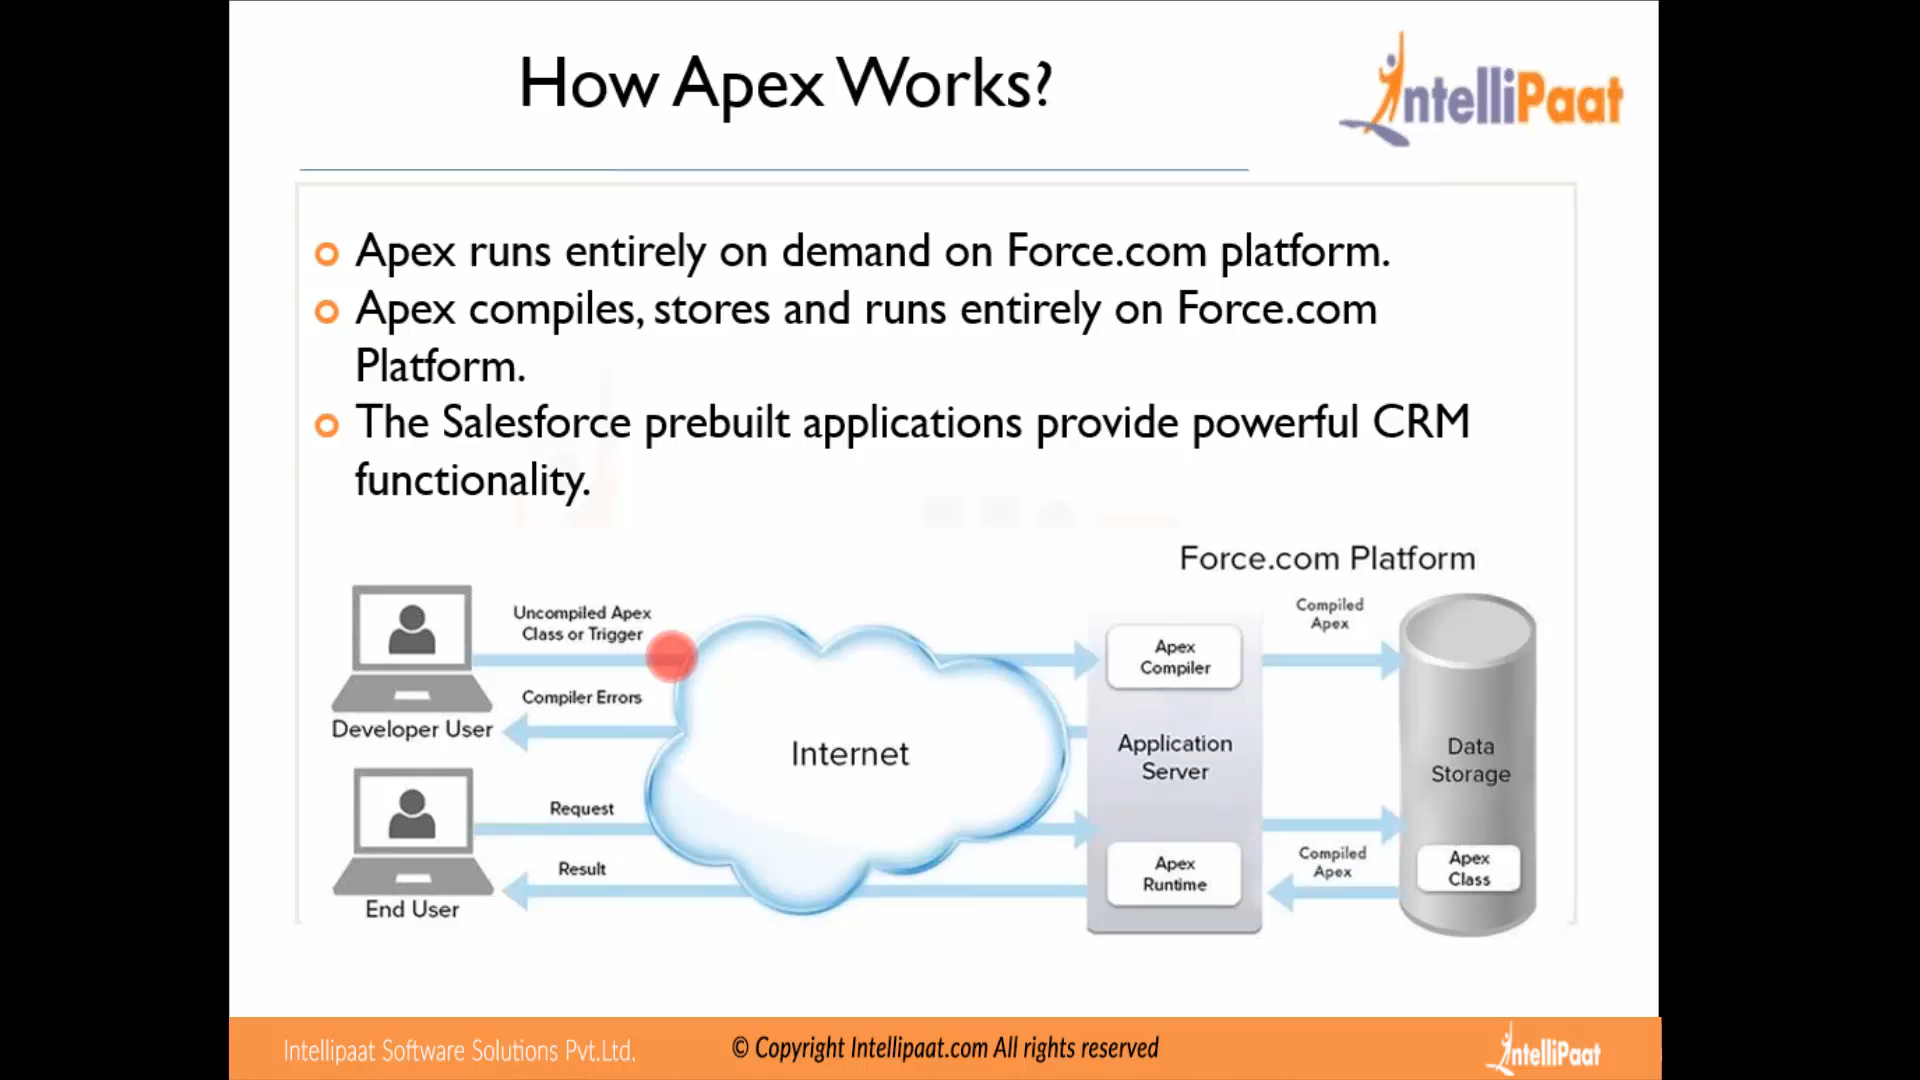 How Apex Works?
IntelliPaat
Apex runs entirely on demand on Force.com platform.
Apex compiles, stores and runs entirely on Force.com
Platform.
The Salesforce prebuilt applications provide powerful CRM
functionality.
Force.com Platform
Uncompiled Apex
Class or Trigger
Compiler Errors
Developer User
Request
Result
End User
Internet
Apex
Compiler
Application
Server
Apex
Runtime
Compiled
Apex
Compiled
Apex
Data
Storage
Apex
Class
Intellipaat Software Solutions Pvt.Ltd.
© Copyright Intellipaat.com All rights reserved
IntelliPaat